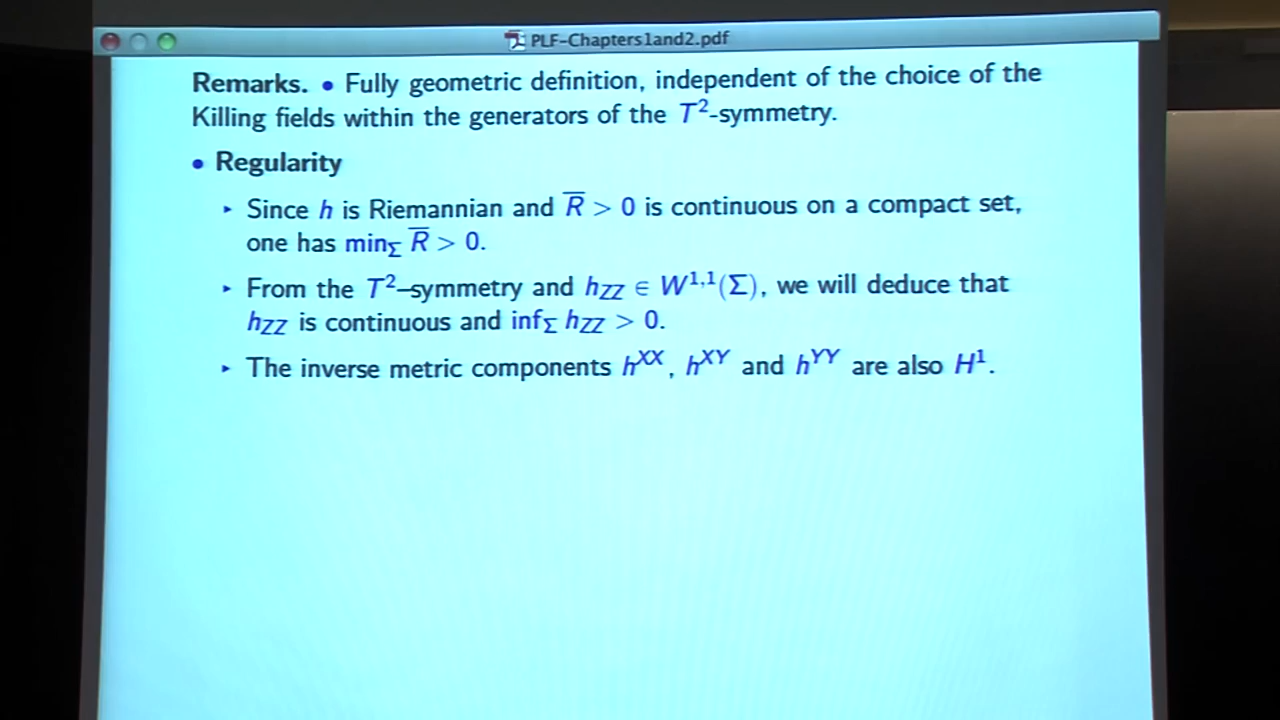 PLF-Chapters1and2.pdf
Remarks. • Fully geometric definition, independent of the choice of the
Killing fields within the generators of the T²-symmetry.
• Regularity
▸ Since h is Riemannian and R̅ > 0 is continuous on a compact set,
one has min_Σ R̅ > 0.
▸ From the T²–symmetry and h_ZZ ∈ W^{1,1}(Σ), we will deduce that
h_ZZ is continuous and inf_Σ h_ZZ > 0.
▸ The inverse metric components h^{XX}, h^{XY} and h^{YY} are also H¹.